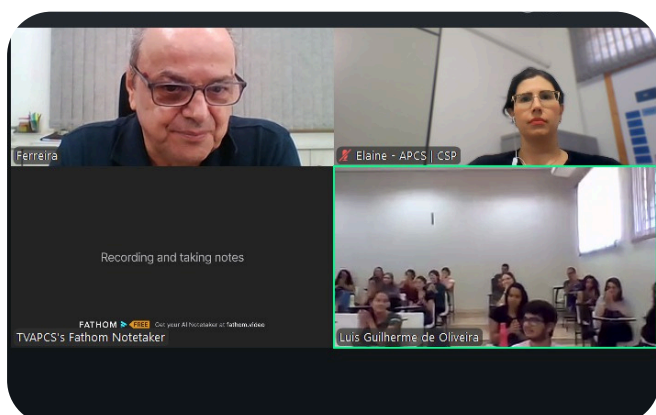 Ferreira
Elaine - APCS | CSP
Recording and taking notes
FATHOM FREE Get your AI Notetaker at fathom.video
TVAPCS's Fathom Notetaker
Luis Guilherme de Oliveira